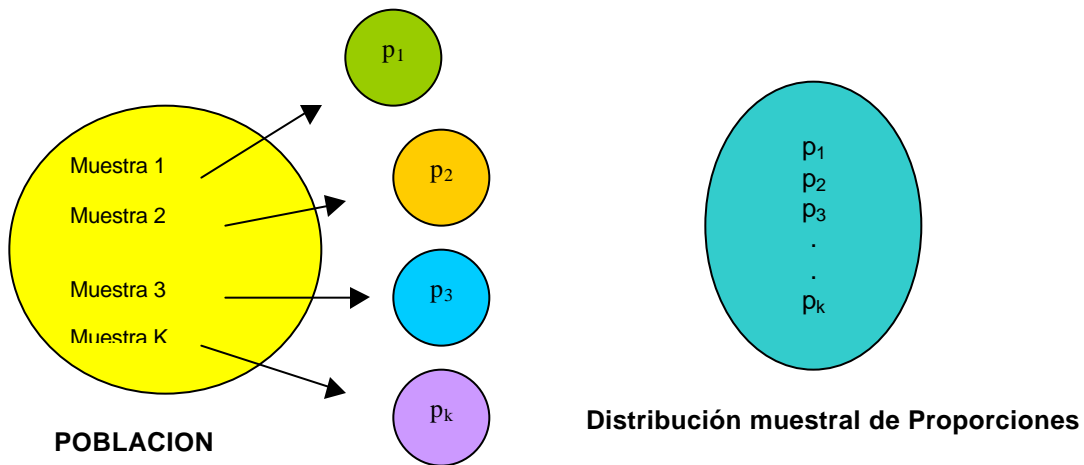 p₁
Muestra 1
p₂
Muestra 2
Muestra 3
p₃
Muestra K
pₖ
POBLACION
p₁
p₂
p₃
.
.
pₖ
Distribución muestral de Proporciones